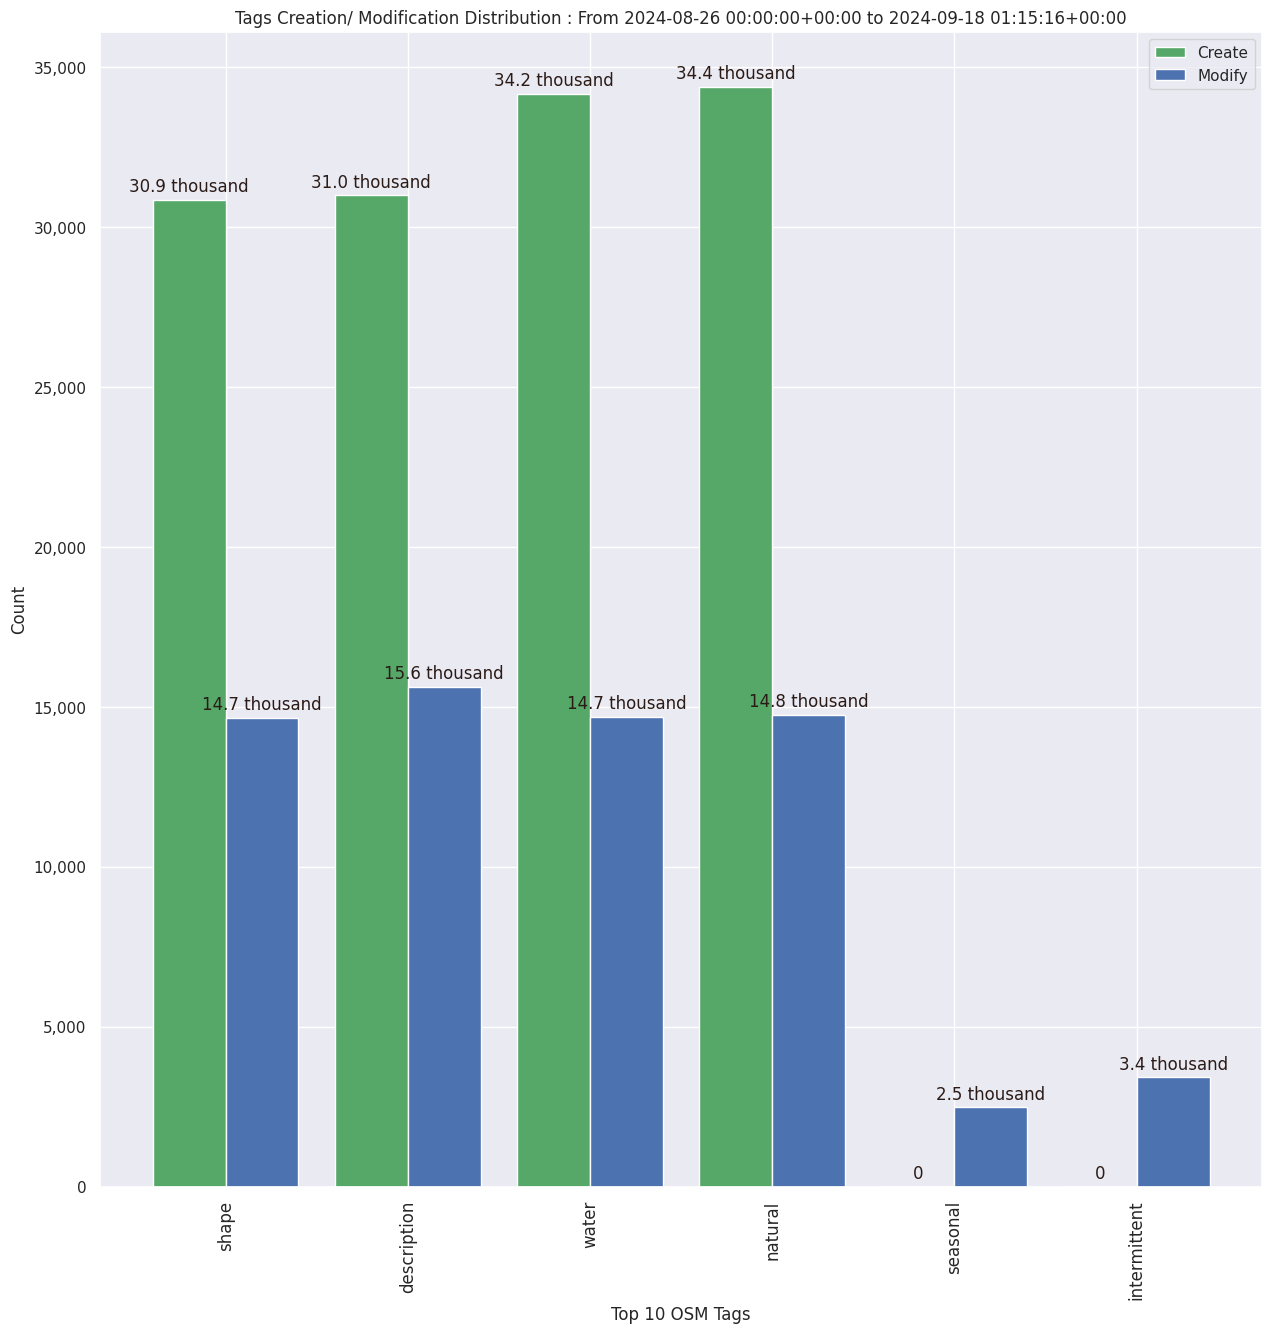 Tags Creation/ Modification Distribution : From 2024-08-26 00:00:00+00:00 to 2024-09-18 01:15:16+00:00
Create
Modify
35,000
30,000
25,000
20,000
15,000
10,000
5,000
0
Count
30.9 thousand
31.0 thousand
34.2 thousand
34.4 thousand
14.7 thousand
15.6 thousand
14.7 thousand
14.8 thousand
0
2.5 thousand
0
3.4 thousand
shape
description
water
natural
seasonal
intermittent
Top 10 OSM Tags